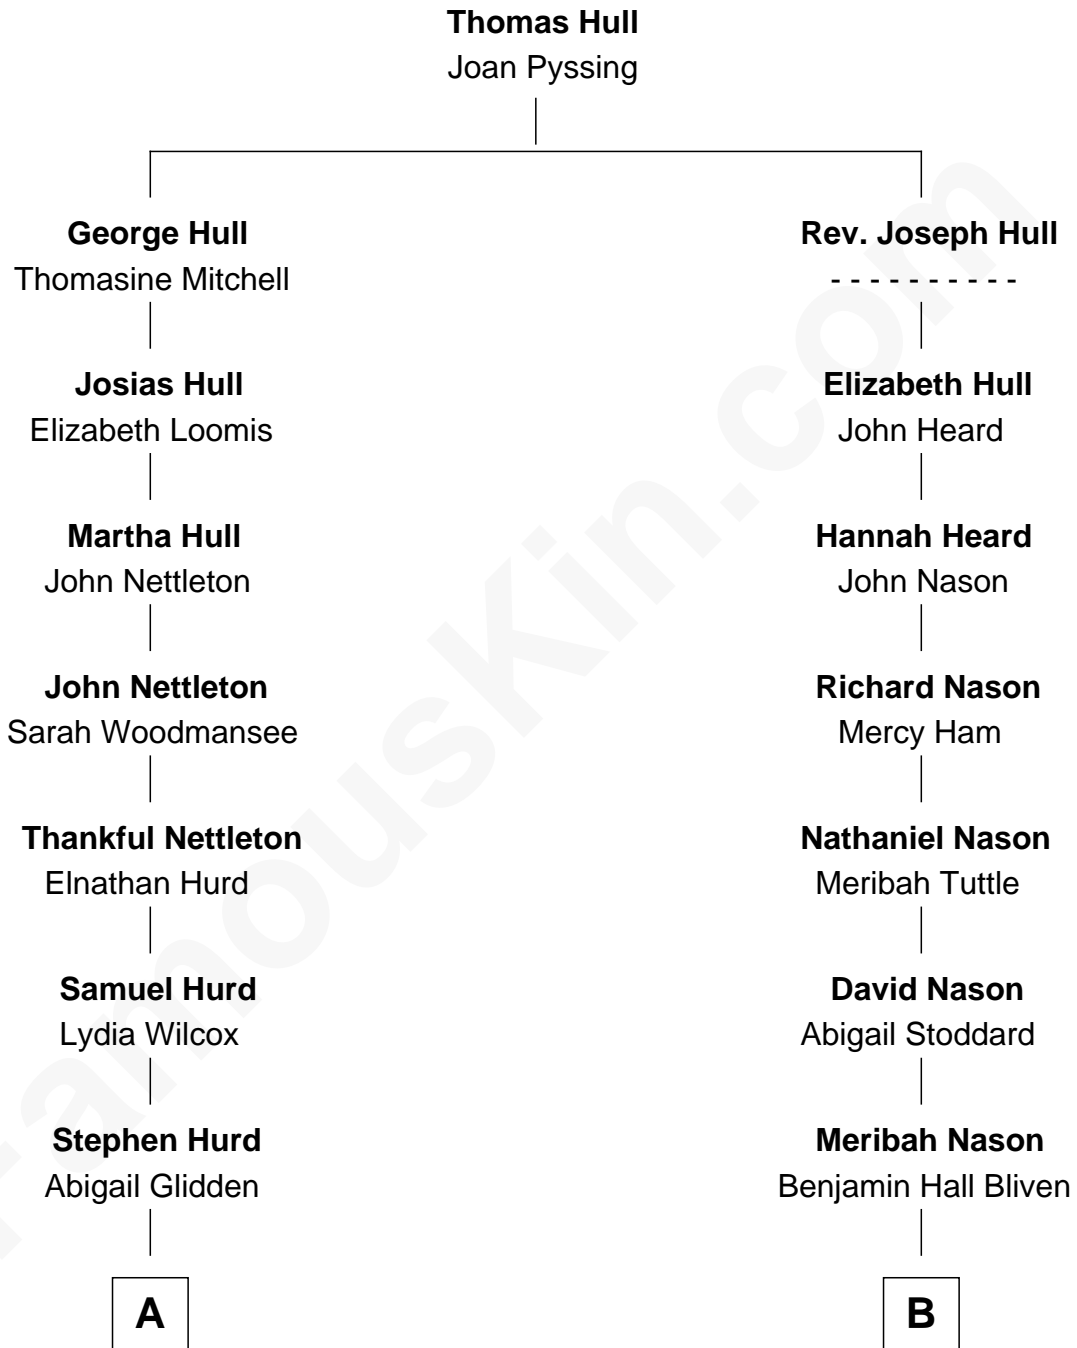 Thomas Hull
Joan Pyssing
George Hull
Thomasine Mitchell
Josias Hull
Elizabeth Loomis
Martha Hull
John Nettleton
John Nettleton
Sarah Woodmansee
Thankful Nettleton
Elnathan Hurd
Samuel Hurd
Lydia Wilcox
Stephen Hurd
Abigail Glidden
A
Rev. Joseph Hull
- - - - - - - - - -
Elizabeth Hull
John Heard
Hannah Heard
John Nason
Richard Nason
Mercy Ham
Nathaniel Nason
Meribah Tuttle
David Nason
Abigail Stoddard
Meribah Nason
Benjamin Hall Bliven
B
FamousKin.com